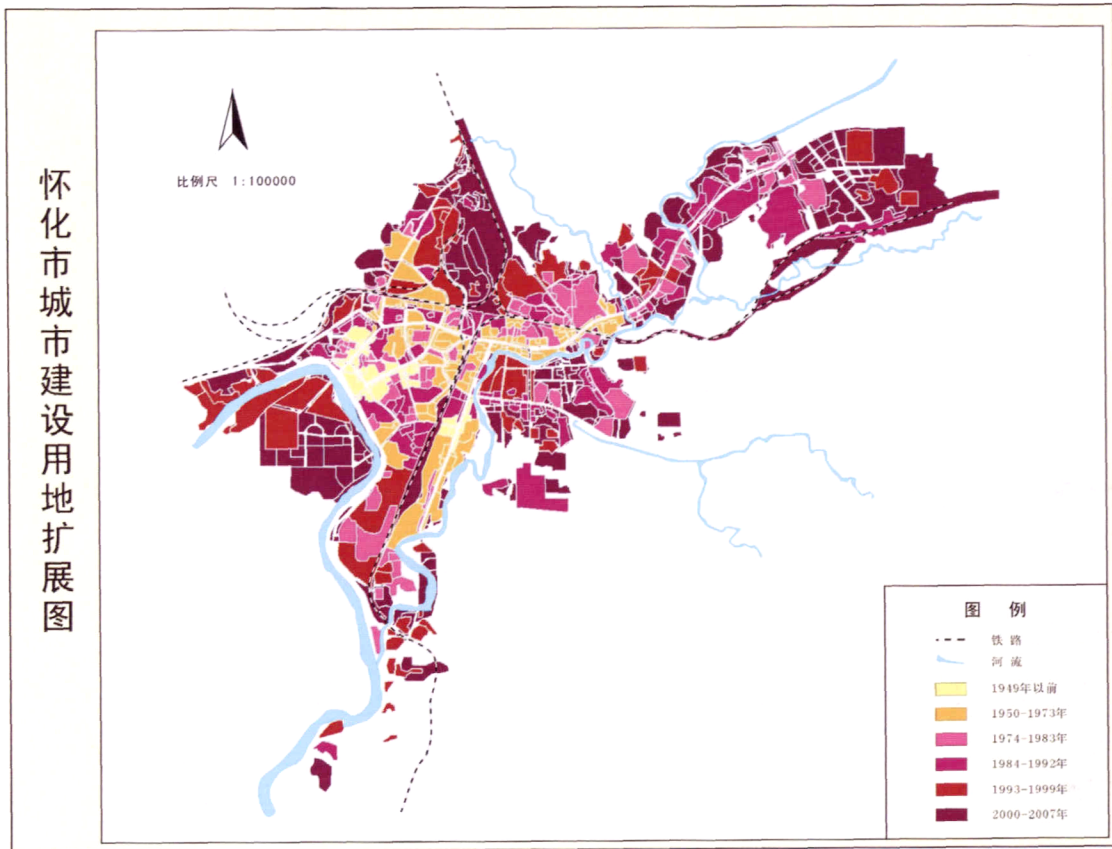 怀化市城市建设用地扩展图
比例尺 1:100000
图 例
铁 路
河 流
1949年以前
1950-1973年
1974-1983年
1984-1992年
1993-1999年
2000-2007年